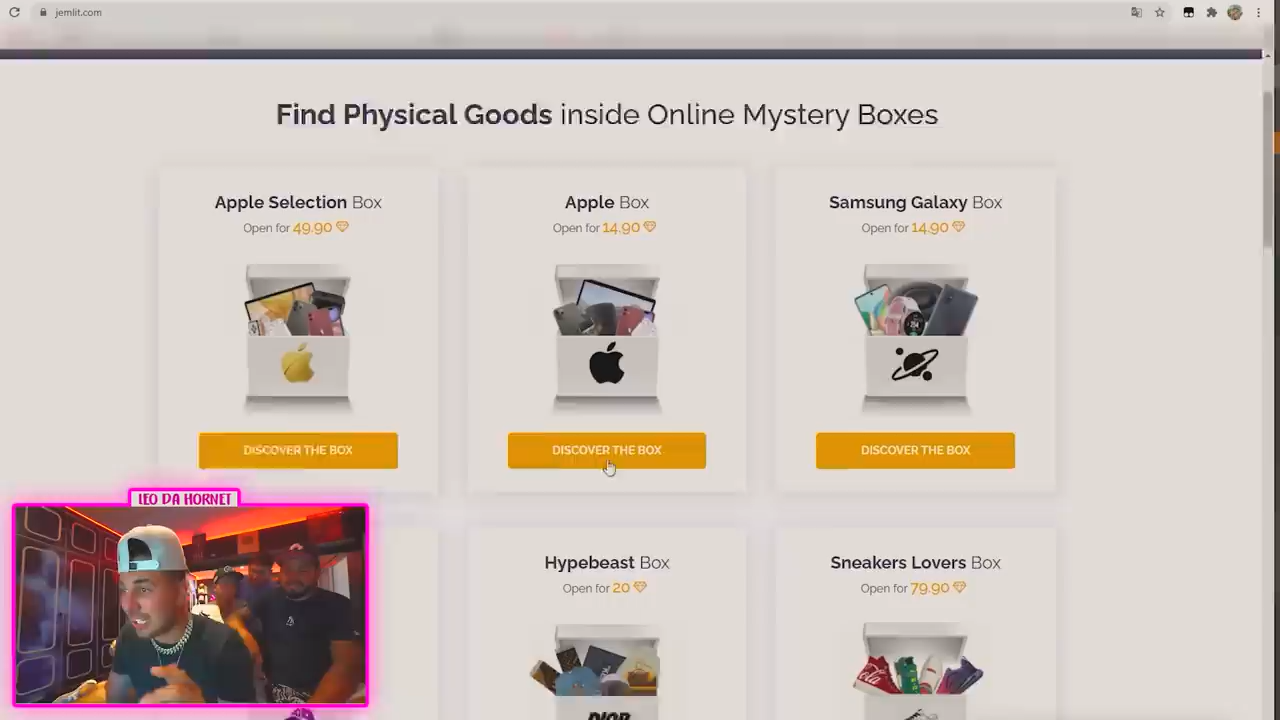 jemlit.com
Find Physical Goods inside Online Mystery Boxes
Apple Selection Box
Open for 49.90
Apple Box
Open for 14.90
Samsung Galaxy Box
Open for 14.90
DISCOVER THE BOX
DISCOVER THE BOX
DISCOVER THE BOX
LEO DA HORNET
Hypebeast Box
Open for 20
Sneakers Lovers Box
Open for 79.90
DIOR